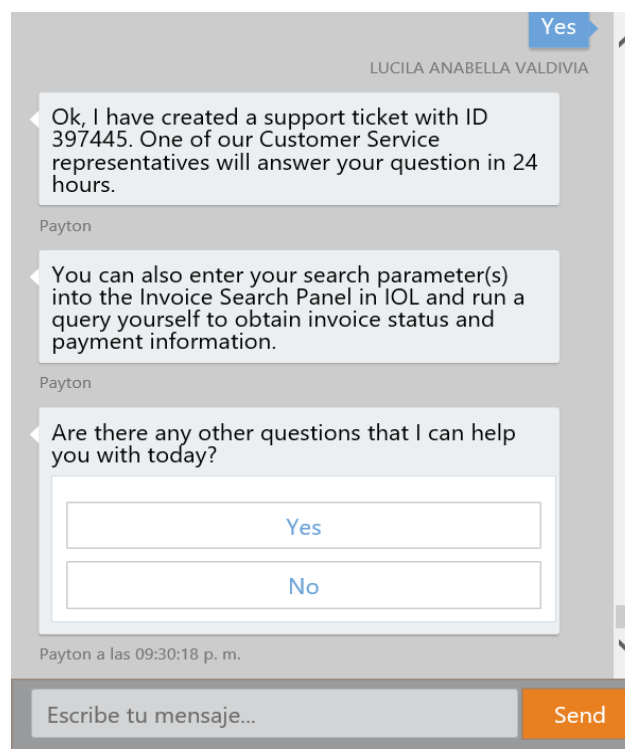 Yes
LUCILA ANABELLA VALDIVIA
Ok, I have created a support ticket with ID
397445. One of our Customer Service
representatives will answer your question in 24
hours.
Payton
You can also enter your search parameter(s)
into the Invoice Search Panel in IOL and run a
query yourself to obtain invoice status and
payment information.
Payton
Are there any other questions that I can help
you with today?
Yes
No
Payton a las 09:30:18 p. m.
Escribe tu mensaje...
Send